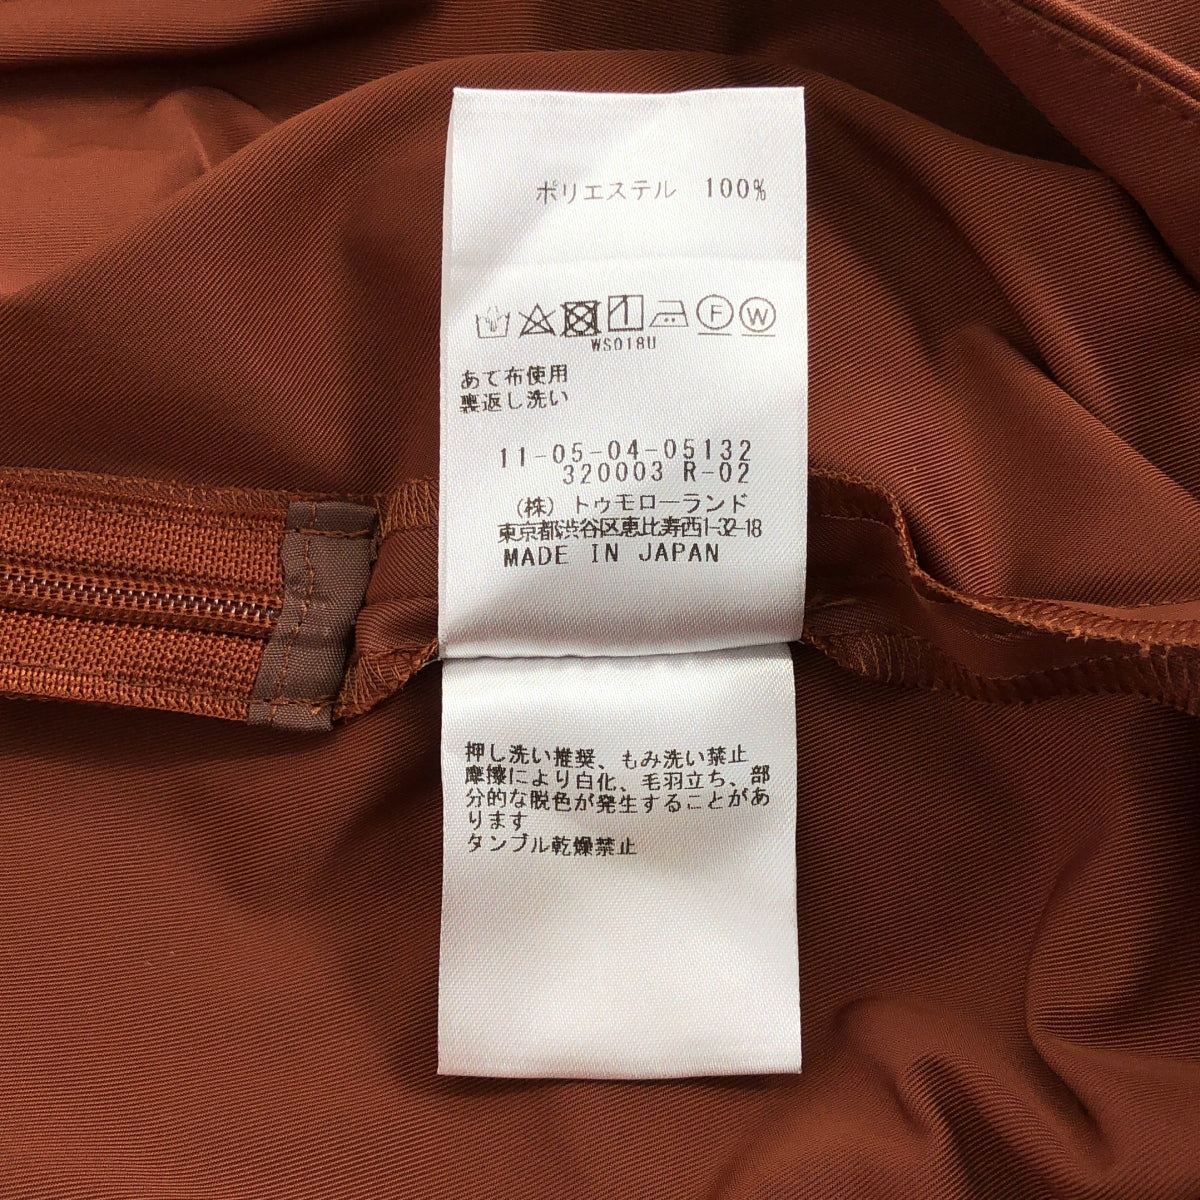 ポリエステル 100%
F W
WS018U
あて布使用
裏返し洗い
11-05-04-05132
320003 R-02
(株) トゥモローランド
東京都渋谷区恵比寿西1-32-18
MADE IN JAPAN
押し洗い推奨、もみ洗い禁止
摩擦により白化、毛羽立ち、部
分的な脱色が発生することがあ
ります
タンブル乾燥禁止